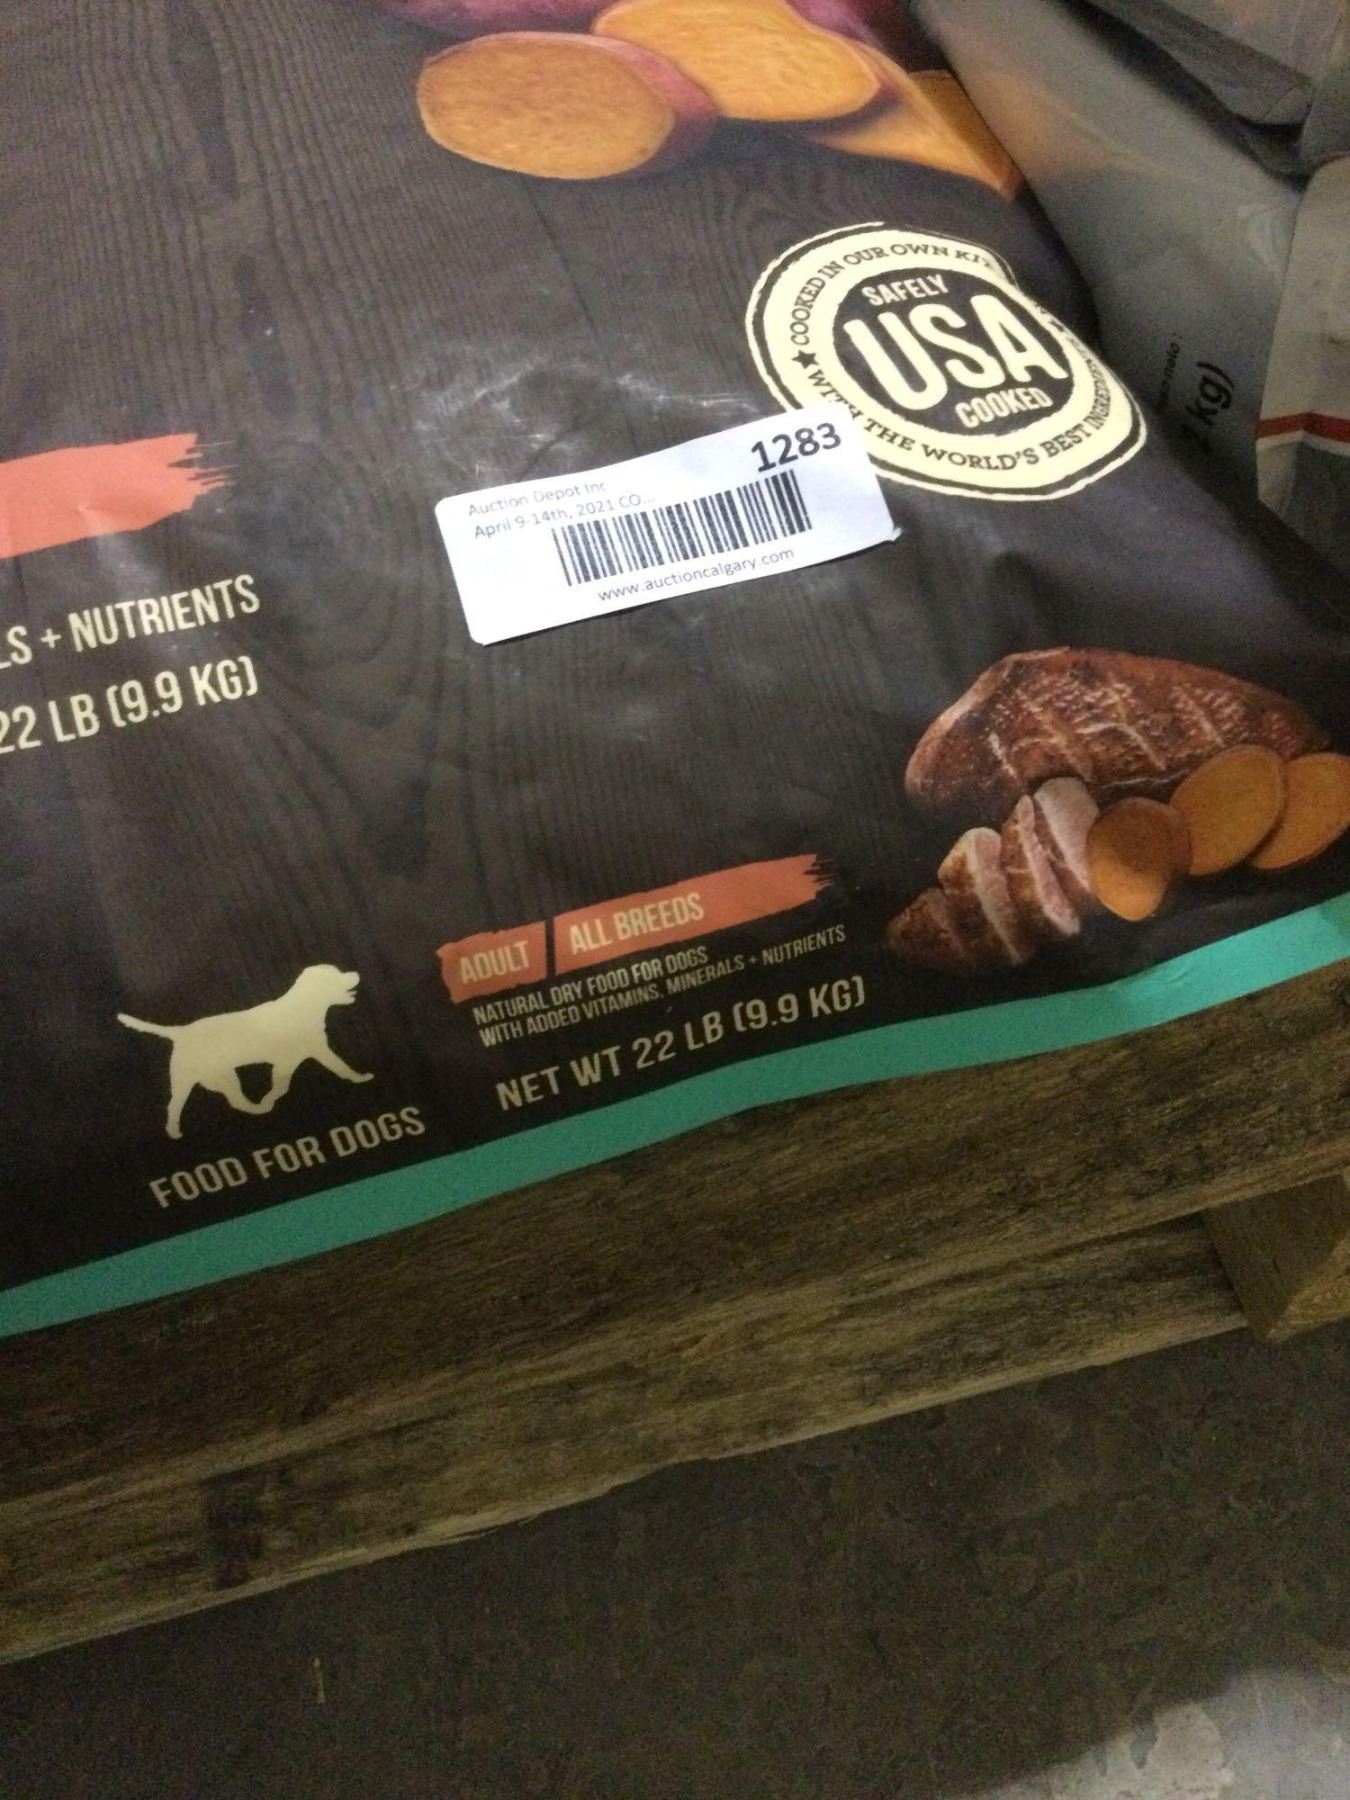 COOKED IN OUR OWN
WITH THE WORLD'S BEST
SAFELY
USA
COOKED
1283
Auction Depot Inc
April 9-14th, 2021 CO...
www.auctioncalgary.com
kg)
LS + NUTRIENTS
22 LB (9.9 KG)
ADULT ALL BREEDS
NATURAL DRY FOOD FOR DOGS
WITH ADDED VITAMINS, MINERALS + NUTRIENTS
NET WT 22 LB (9.9 KG)
FOOD FOR DOGS